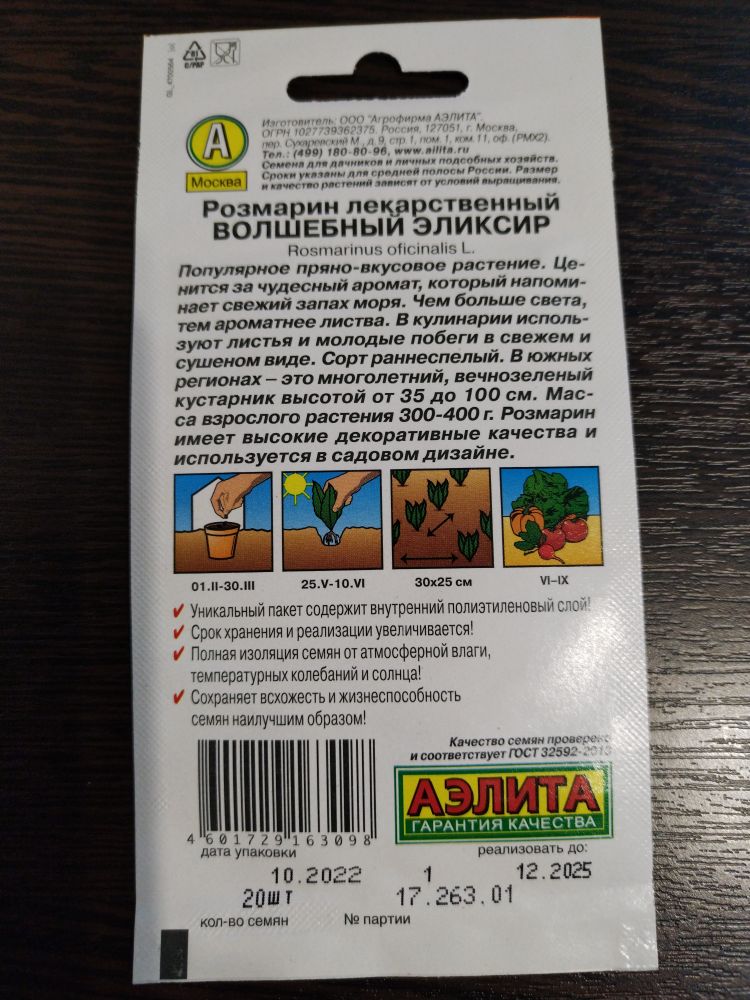 81
C/PAP
GL_4700564
Изготовитель: ООО "Агрофирма АЭЛИТА".
ОГРН 1027739362375. Россия, 127051, г. Москва,
пер. Сухаревский М., д.9, стр.1, пом.1, ком.11, оф. (РМХ2).
Тел.: (499) 180-80-96, www.ailita.ru
Семена для дачников и личных подсобных хозяйств.
Сроки указаны для средней полосы России. Размер
и качество растений зависят от условий выращивания.
А
Москва
Розмарин лекарственный
ВОЛШЕБНЫЙ ЭЛИКСИР
Rosmarinus oficinalis L.
Популярное пряно-вкусовое растение. Це-
нится за чудесный аромат, который напоми-
нает свежий запах моря. Чем больше света,
тем ароматнее листва. В кулинарии исполь-
зуют листья и молодые побеги в свежем и
сушеном виде. Сорт раннеспелый. В южных
регионах – это многолетний, вечнозеленый
кустарник высотой от 35 до 100 см. Мас-
са взрослого растения 300-400 г. Розмарин
имеет высокие декоративные качества и
используется в садовом дизайне.
01.II-30.III 25.V-10.VI 30x25 см VI–IX
✓ Уникальный пакет содержит внутренний полиэтиленовый слой!
✓ Срок хранения и реализации увеличивается!
✓ Полная изоляция семян от атмосферной влаги,
температурных колебаний и солнца!
✓ Сохраняет всхожесть и жизнеспособность
семян наилучшим образом!
Качество семян проверено
и соответствует ГОСТ 32592-2013
АЭЛИТА
ГАРАНТИЯ КАЧЕСТВА
4 601729 163098
дата упаковки реализовать до:
10.2022 1 12.2025
20шт 17.263.01
кол-во семян № партии